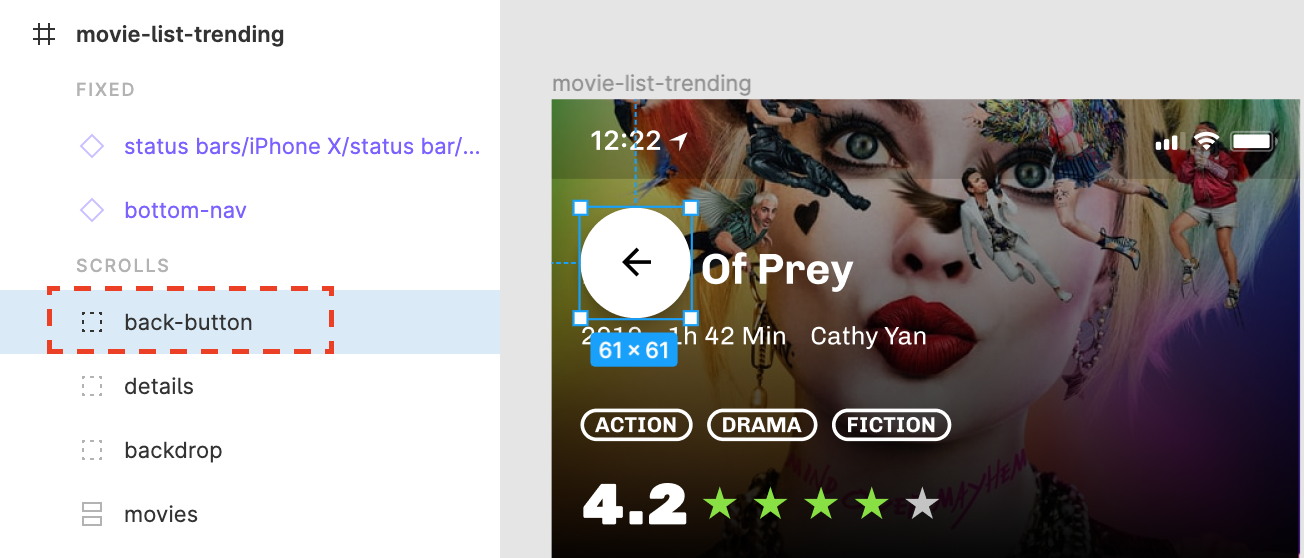 movie-list-trending
FIXED
status bars/iPhone X/status bar/...
bottom-nav
SCROLLS
back-button
details
backdrop
movies
movie-list-trending
12:22
Of Prey
1h 42 Min Cathy Yan
61 × 61
ACTION DRAMA FICTION
4.2
MAYHEM